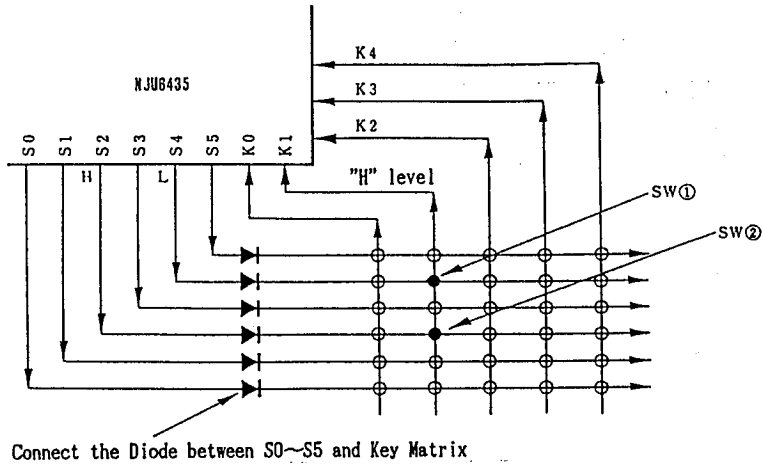 K4
NJU6435
K3
K2
S0 S1 S2 S3 S4 S5 K0 K1
H L "H" level
SW①
SW②
Connect the Diode between S0~S5 and Key Matrix